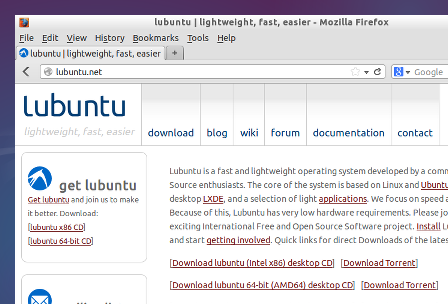 lubuntu | lightweight, fast, easier - Mozilla Firefox
File Edit View History Bookmarks Tools Help
lubuntu | lightweight, fast, easier +
lubuntu.net Google
lubuntu
lightweight, fast, easier
download blog wiki forum documentation contact
get lubuntu
Get lubuntu and join us to make
it better. Download:
[lubuntu x86 CD]
[lubuntu 64-bit CD]
Lubuntu is a fast and lightweight operating system developed by a com
Source enthusiasts. The core of the system is based on Linux and Ubuntu
desktop LXDE, and a selection of light applications. We focus on speed a
Because of this, Lubuntu has very low hardware requirements. Please jo
exciting International Free and Open Source Software project. Install L
and start getting involved. Quick links for direct Downloads of the lates
[Download lubuntu (Intel x86) desktop CD] [Download Torrent]
[Download lubuntu 64-bit (AMD64) desktop CD] [Download Torrent]